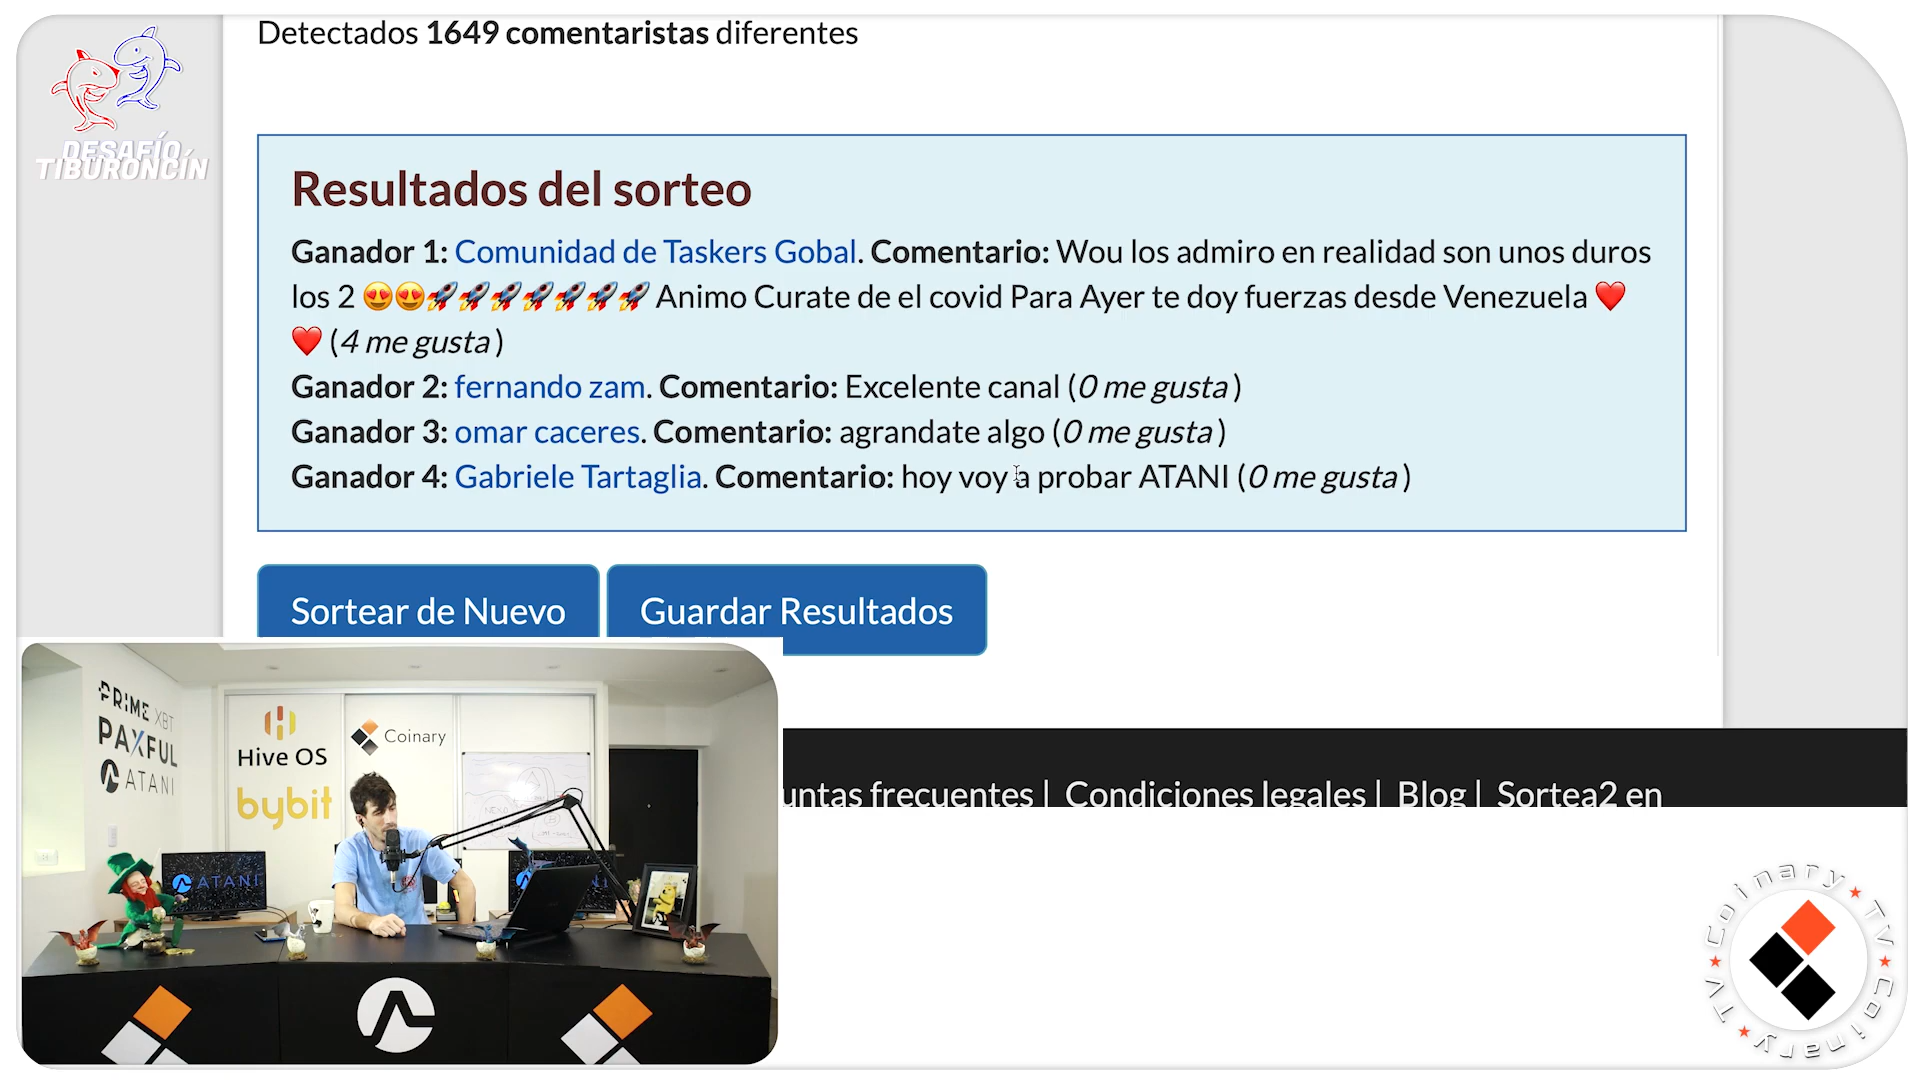 Detectados 1649 comentaristas diferentes
DESAFÍO
TIBURONCÍN
Resultados del sorteo
Ganador 1: Comunidad de Taskers Gobal. Comentario: Wou los admiro en realidad son unos duros
los 2 😍😍🚀🚀🚀🚀🚀🚀🚀 Animo Curate de el covid Para Ayer te doy fuerzas desde Venezuela ❤️
❤️ (4 me gusta )
Ganador 2: fernando zam. Comentario: Excelente canal (0 me gusta )
Ganador 3: omar caceres. Comentario: agrandate algo (0 me gusta )
Ganador 4: Gabriele Tartaglia. Comentario: hoy voy a probar ATANI (0 me gusta )
Sortear de Nuevo
Guardar Resultados
PRIME XBT
PAXFUL
ATANI
Hive OS
bybit
Coinary
ATANI
untas frecuentes | Condiciones legales | Blog | Sortea2 en
Coinary ★ TV ★ Coinary ★ TV ★